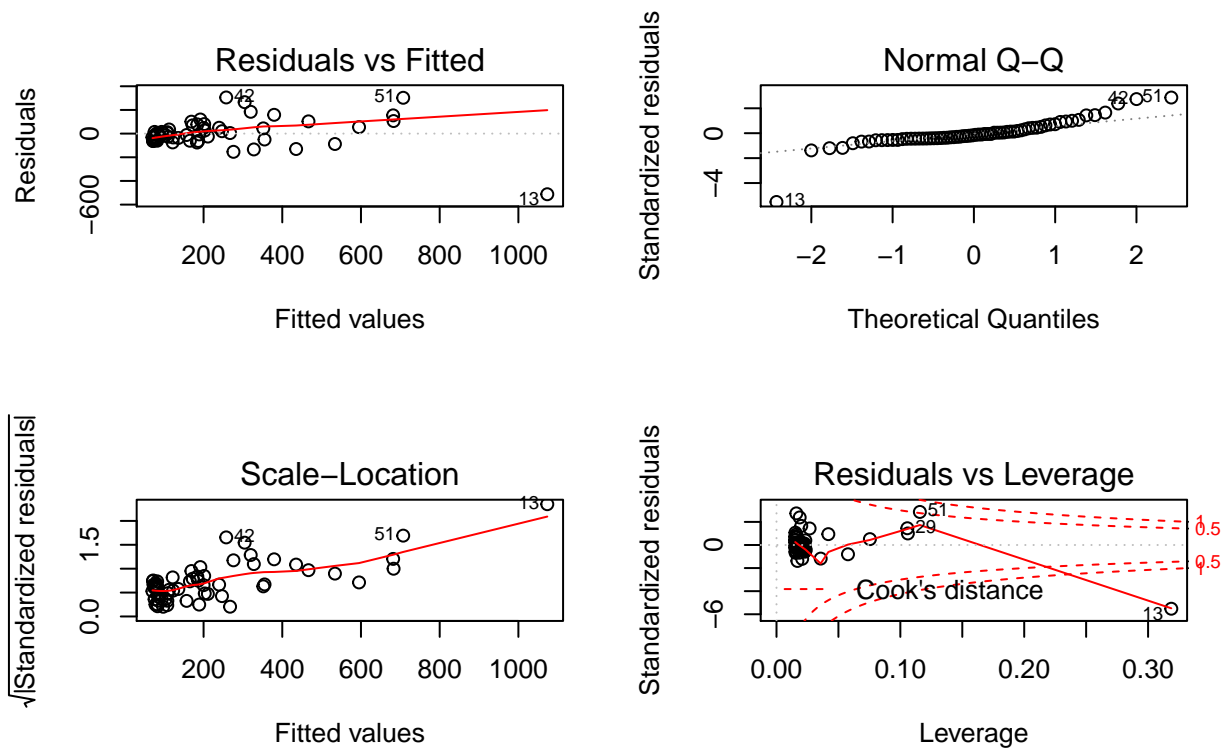 Residuals vs Fitted
Residuals
0
−600
42
51
13
200 400 600 800 1000
Fitted values
Normal Q−Q
Standardized residuals
0
−4
42
51
13
−2 −1 0 1 2
Theoretical Quantiles
Scale−Location
√|Standardized residuals|
1.5
0.0
42
51
13
200 400 600 800 1000
Fitted values
Residuals vs Leverage
Standardized residuals
0
−6
51
29
13
1
0.5
0.5
1
Cook's distance
0.00 0.10 0.20 0.30
Leverage